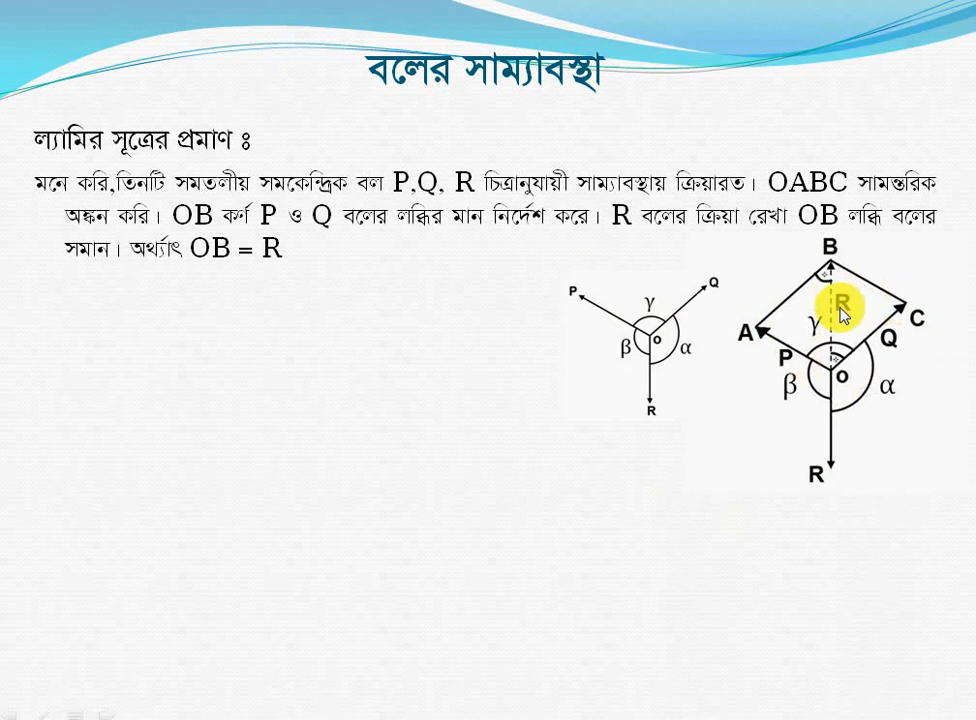 বলের সাম্যাবস্থা
ল্যামির সূত্রের প্রমাণ ঃ
মনে করি,তিনটি সমতলীয় সমকেন্দ্রিক বল P,Q, R চিত্রানুযায়ী সাম্যাবস্থায় ক্রিয়ারত। OABC সামন্তরিক
অঙ্কন করি। OB কর্ণ P ও Q বলের লব্ধির মান নির্দেশ করে। R বলের ক্রিয়া রেখা OB লব্ধি বলের
সমান। অর্থ্যাৎ OB = R
P
Q
γ
o
β
α
R
B
R
A
γ
C
P
Q
o
β
α
R